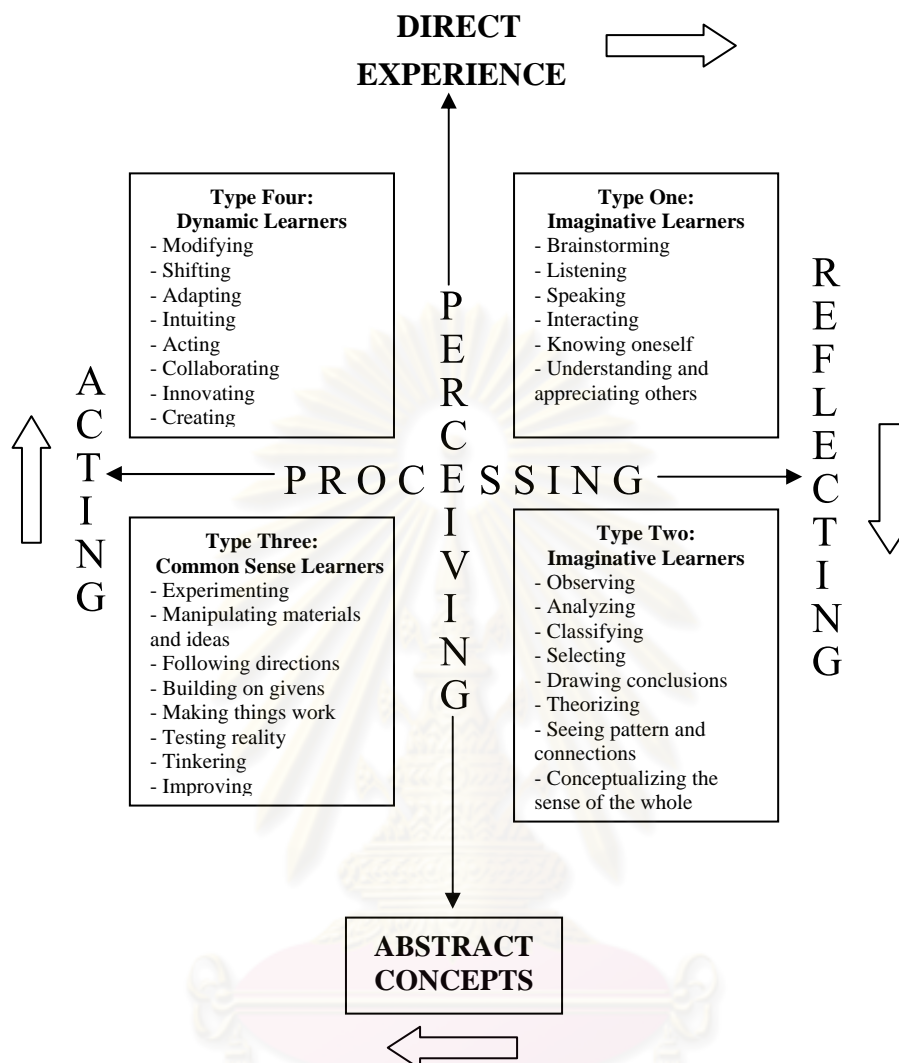 DIRECT
EXPERIENCE
Type Four:
Dynamic Learners
- Modifying
- Shifting
- Adapting
- Intuiting
- Acting
- Collaborating
- Innovating
- Creating
Type One:
Imaginative Learners
- Brainstorming
- Listening
- Speaking
- Interacting
- Knowing oneself
- Understanding and
appreciating others
ACTING
PERCEIVING
PROCESSING
REFLECTING
Type Three:
Common Sense Learners
- Experimenting
- Manipulating materials
and ideas
- Following directions
- Building on givens
- Making things work
- Testing reality
- Tinkering
- Improving
Type Two:
Imaginative Learners
- Observing
- Analyzing
- Classifying
- Selecting
- Drawing conclusions
- Theorizing
- Seeing pattern and
connections
- Conceptualizing the
sense of the whole
ABSTRACT
CONCEPTS